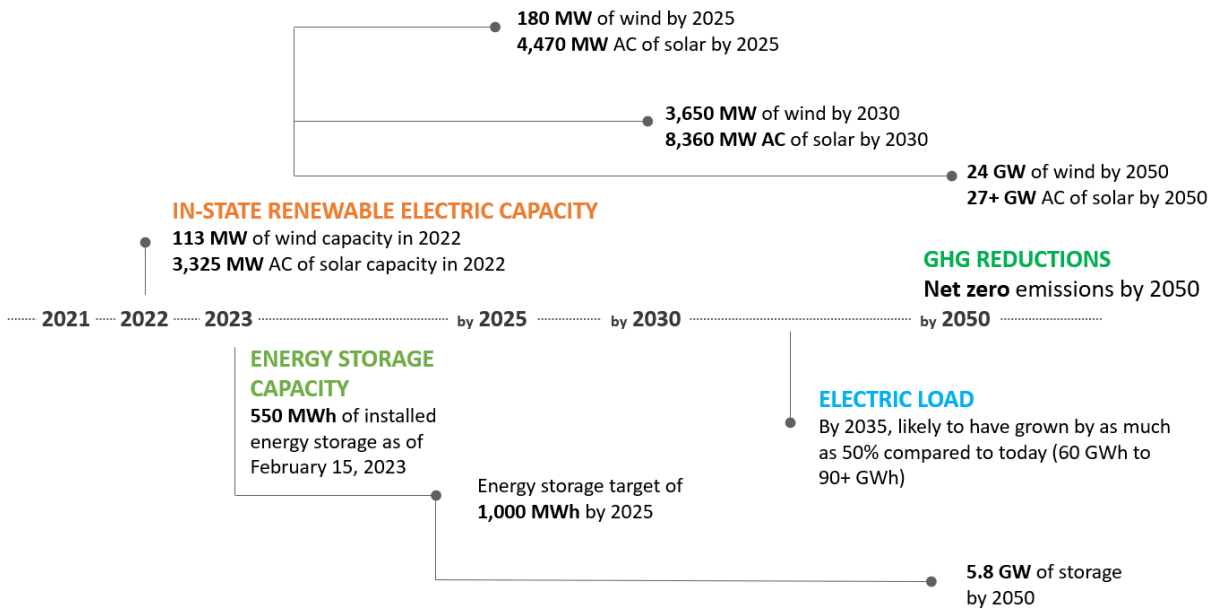 180 MW of wind by 2025
4,470 MW AC of solar by 2025
3,650 MW of wind by 2030
8,360 MW AC of solar by 2030
24 GW of wind by 2050
27+ GW AC of solar by 2050
IN-STATE RENEWABLE ELECTRIC CAPACITY
113 MW of wind capacity in 2022
3,325 MW AC of solar capacity in 2022
GHG REDUCTIONS
Net zero emissions by 2050
2021 2022 2023 by 2025 by 2030 by 2050
ENERGY STORAGE
CAPACITY
550 MWh of installed
energy storage as of
February 15, 2023
ELECTRIC LOAD
By 2035, likely to have grown by as much
as 50% compared to today (60 GWh to
90+ GWh)
Energy storage target of
1,000 MWh by 2025
5.8 GW of storage
by 2050